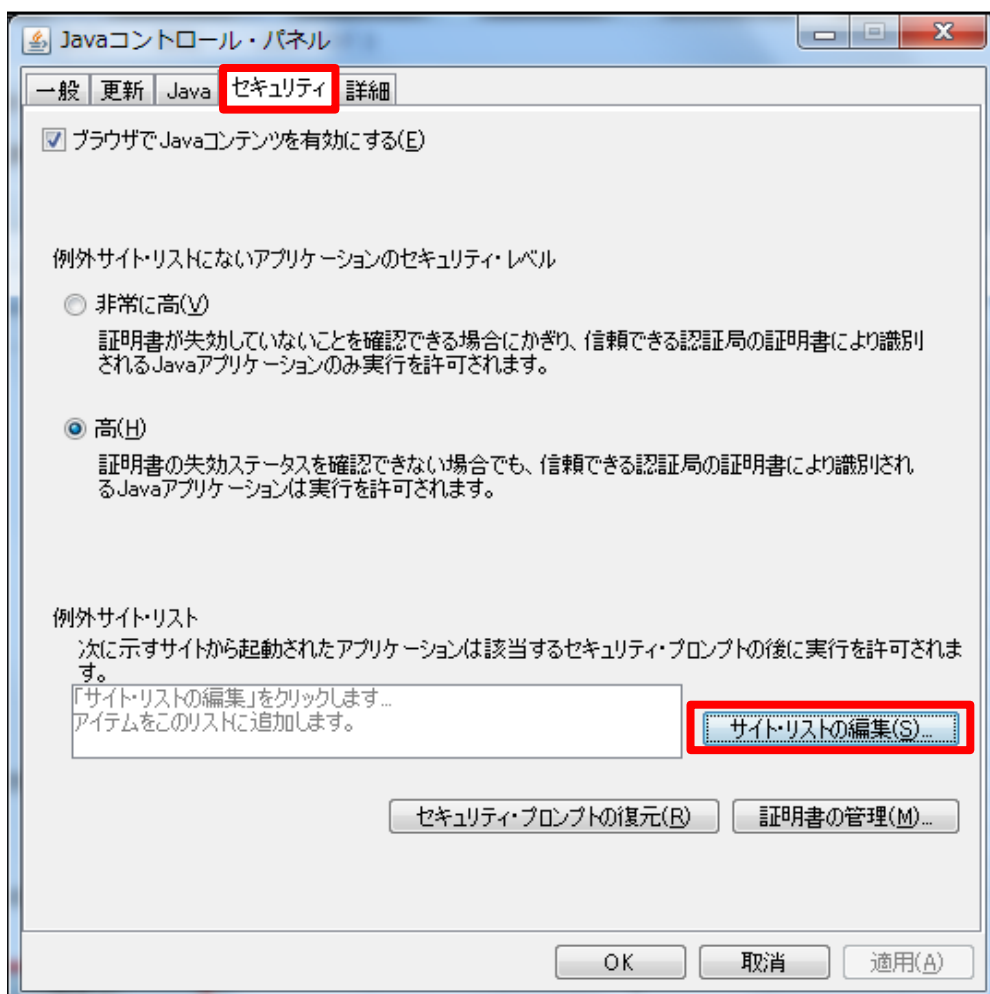 Javaコントロール・パネル
一般 更新 Java セキュリティ 詳細
ブラウザでJavaコンテンツを有効にする(E)
例外サイト・リストにないアプリケーションのセキュリティ・レベル
非常に高(V)
証明書が失効していないことを確認できる場合にかぎり、信頼できる認証局の証明書により識別
されるJavaアプリケーションのみ実行を許可されます。
高(H)
証明書の失効ステータスを確認できない場合でも、信頼できる認証局の証明書により識別され
るJavaアプリケーションは実行を許可されます。
例外サイト・リスト
次に示すサイトから起動されたアプリケーションは該当するセキュリティ・プロンプトの後に実行を許可されま
す。
「サイト・リストの編集」をクリックします...
アイテムをこのリストに追加します。
サイト・リストの編集(S)...
セキュリティ・プロンプトの復元(R) 証明書の管理(M)...
OK 取消 適用(A)